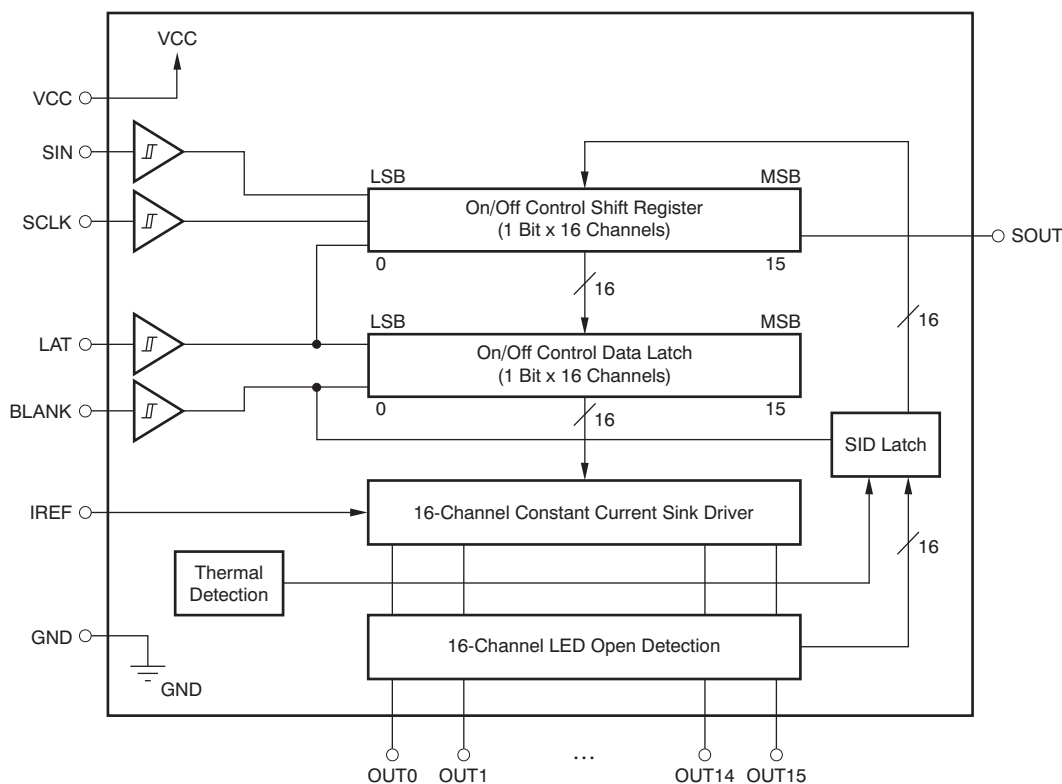 VCC
VCC
SIN
LSB
MSB
On/Off Control Shift Register
(1 Bit x 16 Channels)
SCLK
SOUT
0
15
16
16
LSB
MSB
LAT
On/Off Control Data Latch
(1 Bit x 16 Channels)
BLANK
0
15
16
SID Latch
IREF
16-Channel Constant Current Sink Driver
16
Thermal
Detection
GND
16-Channel LED Open Detection
GND
OUT0
OUT1
...
OUT14
OUT15